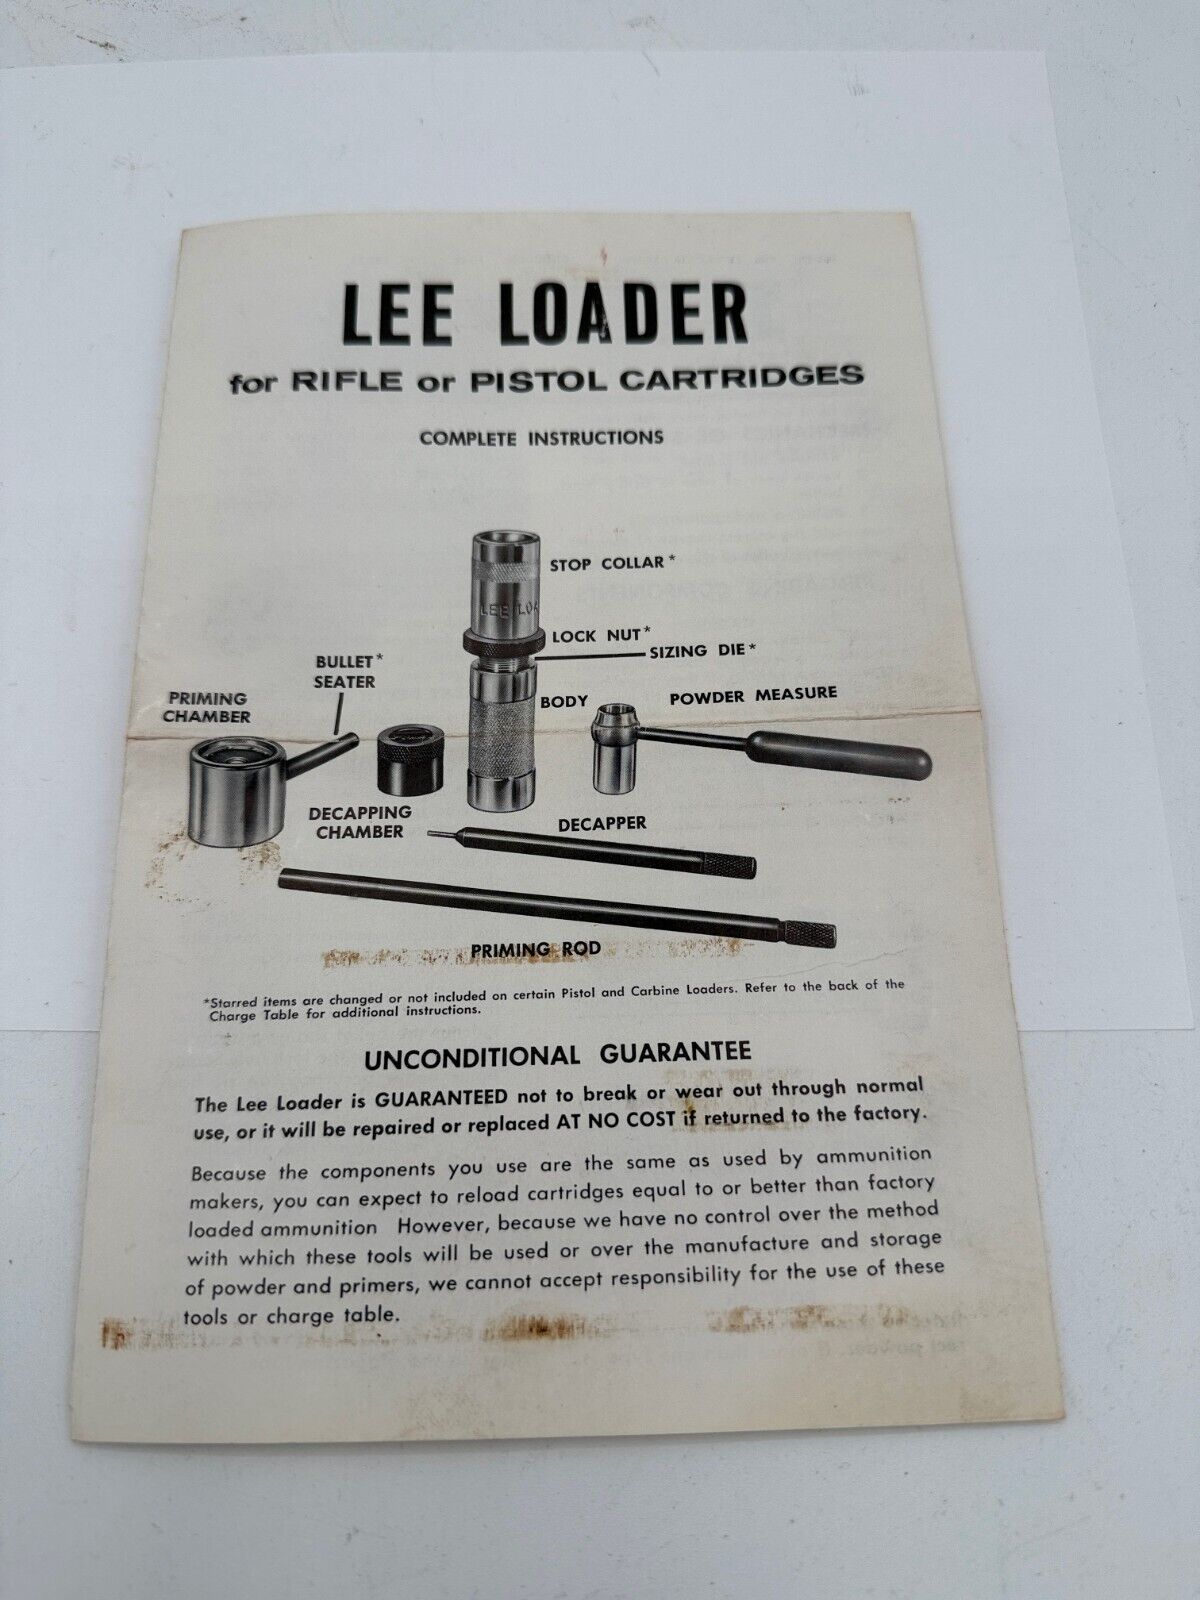 LEE LOADER
for RIFLE or PISTOL CARTRIDGES
COMPLETE INSTRUCTIONS
STOP COLLAR*
LEE LOA
LOCK NUT*
SIZING DIE*
BULLET*
SEATER
PRIMING
CHAMBER
BODY
POWDER MEASURE
DECAPPING
CHAMBER
DECAPPER
PRIMING ROD
*Starred items are changed or not included on certain Pistol and Carbine Loaders. Refer to the back of the
Charge Table for additional instructions.
UNCONDITIONAL GUARANTEE
The Lee Loader is GUARANTEED not to break or wear out through normal
use, or it will be repaired or replaced AT NO COST if returned to the factory.
Because the components you use are the same as used by ammunition
makers, you can expect to reload cartridges equal to or better than factory
loaded ammunition However, because we have no control over the method
with which these tools will be used or over the manufacture and storage
of powder and primers, we cannot accept responsibility for the use of these
tools or charge table.